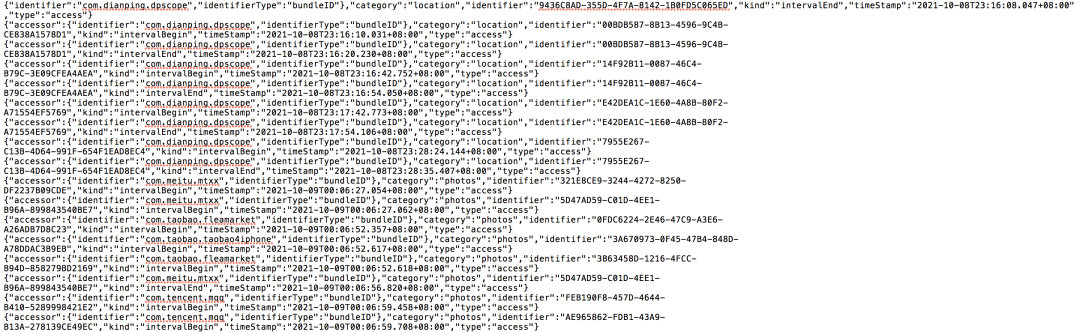 {"identifier":"com.dianping.dpscope","identifierType":"bundleID"},"category":"location","identifier":"9436C8AD-355D-4F7A-8142-1B0FD5C065ED","kind":"intervalEnd","timeStamp":"2021-10-08T23:16:08.047+08:00"
,"type":"access"}
{"accessor":{"identifier":"com.dianping.dpscope","identifierType":"bundleID"},"category":"location","identifier":"00BDB587-8B13-4596-9C4B-
CE838A1578D1","kind":"intervalBegin","timeStamp":"2021-10-08T23:16:10.031+08:00","type":"access"}
{"accessor":{"identifier":"com.dianping.dpscope","identifierType":"bundleID"},"category":"location","identifier":"00BDB587-8B13-4596-9C4B-
CE838A1578D1","kind":"intervalEnd","timeStamp":"2021-10-08T23:16:20.230+08:00","type":"access"}
{"accessor":{"identifier":"com.dianping.dpscope","identifierType":"bundleID"},"category":"location","identifier":"14F92B11-0087-46C4-
B79C-3E09CFEA4AEA","kind":"intervalBegin","timeStamp":"2021-10-08T23:16:42.752+08:00","type":"access"}
{"accessor":{"identifier":"com.dianping.dpscope","identifierType":"bundleID"},"category":"location","identifier":"14F92B11-0087-46C4-
B79C-3E09CFEA4AEA","kind":"intervalEnd","timeStamp":"2021-10-08T23:16:54.050+08:00","type":"access"}
{"accessor":{"identifier":"com.dianping.dpscope","identifierType":"bundleID"},"category":"location","identifier":"E42DEA1C-1E60-4A8B-80F2-
A71554EF5769","kind":"intervalBegin","timeStamp":"2021-10-08T23:17:42.773+08:00","type":"access"}
{"accessor":{"identifier":"com.dianping.dpscope","identifierType":"bundleID"},"category":"location","identifier":"E42DEA1C-1E60-4A8B-80F2-
A71554EF5769","kind":"intervalEnd","timeStamp":"2021-10-08T23:17:54.106+08:00","type":"access"}
{"accessor":{"identifier":"com.dianping.dpscope","identifierType":"bundleID"},"category":"location","identifier":"7955E267-
C13B-4D64-991F-654F1EAD8EC4","kind":"intervalBegin","timeStamp":"2021-10-08T23:28:24.144+08:00","type":"access"}
{"accessor":{"identifier":"com.dianping.dpscope","identifierType":"bundleID"},"category":"location","identifier":"7955E267-
C13B-4D64-991F-654F1EAD8EC4","kind":"intervalEnd","timeStamp":"2021-10-08T23:28:35.407+08:00","type":"access"}
{"accessor":{"identifier":"com.meitu.mtxx","identifierType":"bundleID"},"category":"photos","identifier":"321E8CE9-3244-4272-8250-
DF2237B09CDE","kind":"intervalBegin","timeStamp":"2021-10-09T00:06:27.054+08:00","type":"access"}
{"accessor":{"identifier":"com.meitu.mtxx","identifierType":"bundleID"},"category":"photos","identifier":"5D47AD59-C01D-4EE1-
B96A-899843540BE7","kind":"intervalBegin","timeStamp":"2021-10-09T00:06:27.062+08:00","type":"access"}
{"accessor":{"identifier":"com.taobao.fleamarket","identifierType":"bundleID"},"category":"photos","identifier":"0FDC6224-2E46-47C9-A3E6-
A26ADB7D8C23","kind":"intervalBegin","timeStamp":"2021-10-09T00:06:52.357+08:00","type":"access"}
{"accessor":{"identifier":"com.taobao.taobao4iphone","identifierType":"bundleID"},"category":"photos","identifier":"3A670973-0F45-47B4-848D-
A78DDAC3B9EB","kind":"intervalBegin","timeStamp":"2021-10-09T00:06:52.617+08:00","type":"access"}
{"accessor":{"identifier":"com.taobao.fleamarket","identifierType":"bundleID"},"category":"photos","identifier":"3B63458D-1216-4FCC-
B94D-858279BD2169","kind":"intervalBegin","timeStamp":"2021-10-09T00:06:52.618+08:00","type":"access"}
{"accessor":{"identifier":"com.meitu.mtxx","identifierType":"bundleID"},"category":"photos","identifier":"5D47AD59-C01D-4EE1-
B96A-899843540BE7","kind":"intervalEnd","timeStamp":"2021-10-09T00:06:56.820+08:00","type":"access"}
{"accessor":{"identifier":"com.tencent.mqq","identifierType":"bundleID"},"category":"photos","identifier":"FEB190F8-457D-4644-
B410-5289998421E2","kind":"intervalBegin","timeStamp":"2021-10-09T00:06:59.458+08:00","type":"access"}
{"accessor":{"identifier":"com.tencent.mqq","identifierType":"bundleID"},"category":"photos","identifier":"AE965862-FDB1-43A9-
B13A-278139CE49EC","kind":"intervalBegin","timeStamp":"2021-10-09T00:06:59.708+08:00","type":"access"}